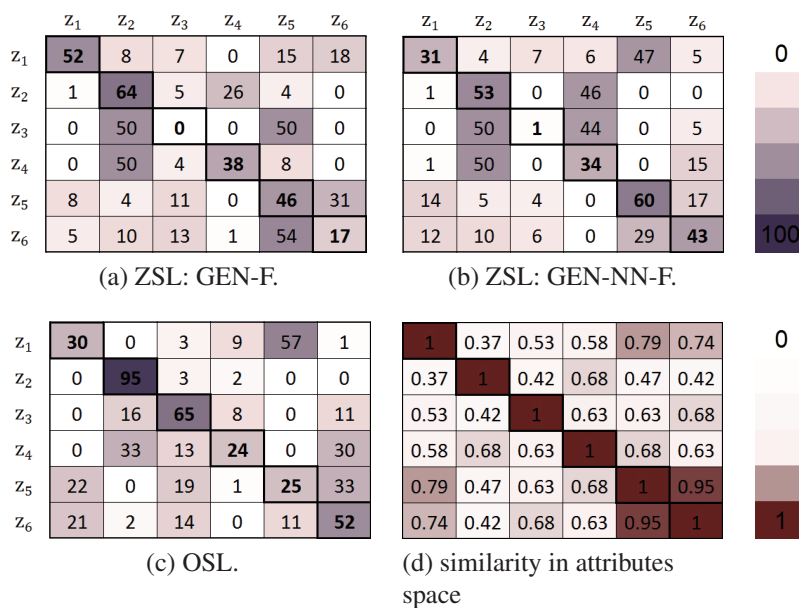 z1 z2 z3 z4 z5 z6 z1 z2 z3 z4 z5 z6
z1 52 8 7 0 15 18 z1 31 4 7 6 47 5 0
z2 1 64 5 26 4 0 z2 1 53 0 46 0 0
z3 0 50 0 0 50 0 z3 0 50 1 44 0 5
z4 0 50 4 38 8 0 z4 1 50 0 34 0 15
z5 8 4 11 0 46 31 z5 14 5 4 0 60 17
z6 5 10 13 1 54 17 z6 12 10 6 0 29 43 100
(a) ZSL: GEN-F. (b) ZSL: GEN-NN-F.
z1 30 0 3 9 57 1 1 0.37 0.53 0.58 0.79 0.74 0
z2 0 95 3 2 0 0 0.37 1 0.42 0.68 0.47 0.42
z3 0 16 65 8 0 11 0.53 0.42 1 0.63 0.63 0.68
z4 0 33 13 24 0 30 0.58 0.68 0.63 1 0.68 0.63
z5 22 0 19 1 25 33 0.79 0.47 0.63 0.68 1 0.95
z6 21 2 14 0 11 52 0.74 0.42 0.68 0.63 0.95 1 1
(c) OSL. (d) similarity in attributes
space